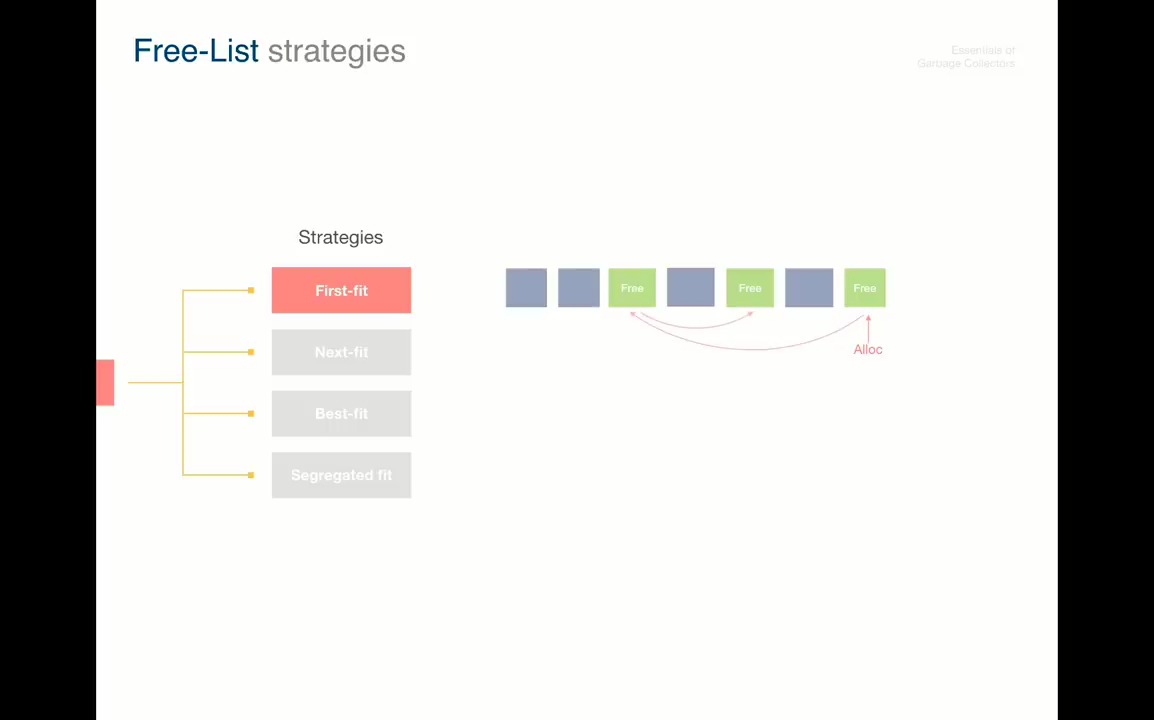 Free-List strategies
Essentials of
Garbage Collectors
Strategies
First-fit
Next-fit
Best-fit
Segregated fit
Free
Free
Free
Alloc